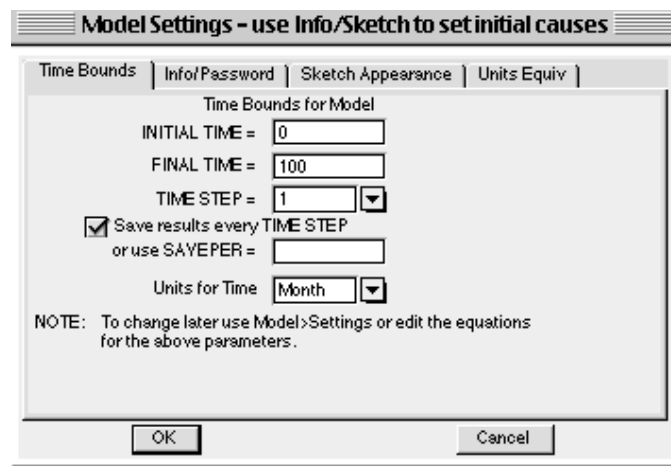 Model Settings - use Info/Sketch to set initial causes
Time Bounds Info/Password Sketch Appearance Units Equiv
Time Bounds for Model
INITIAL TIME = 0
FINAL TIME = 100
TIME STEP = 1
Save results every TIME STEP
or use SAVEPER =
Units for Time Month
NOTE: To change later use Model>Settings or edit the equations
for the above parameters.
OK Cancel